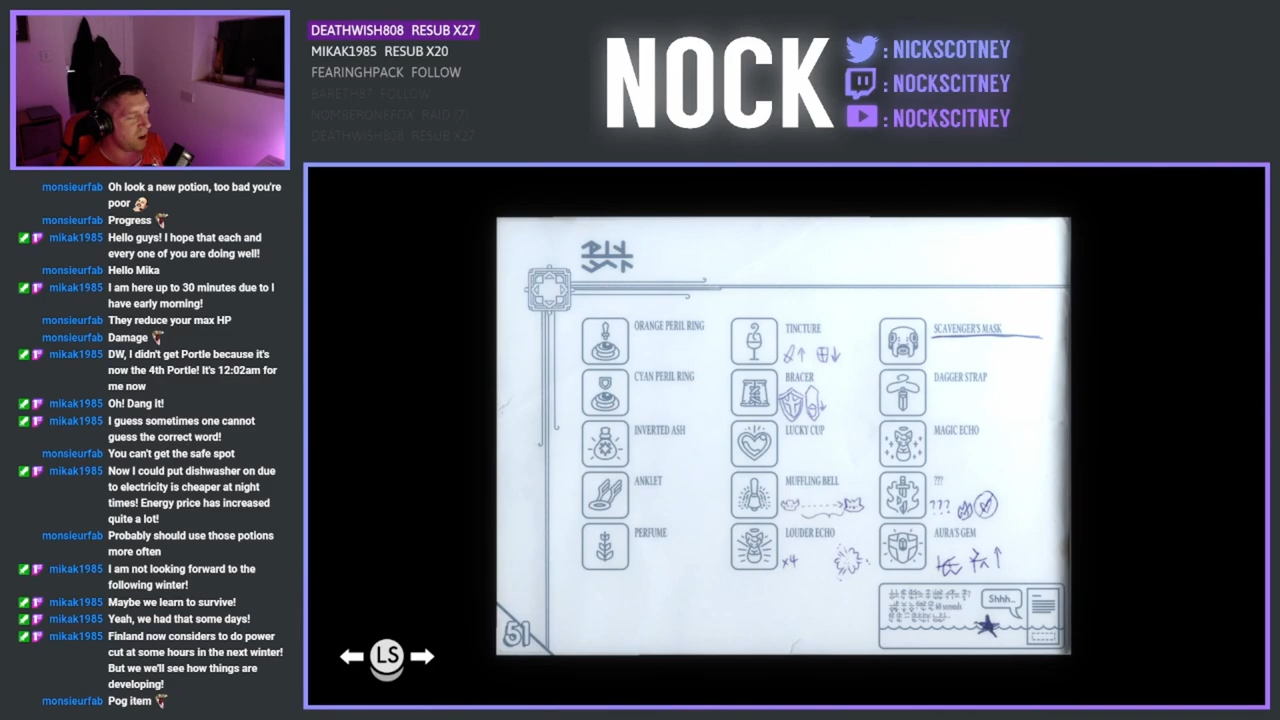 DEATHWISH808 RESUB X27
MIKAK1985 RESUB X20
FEARINGHPACK FOLLOW
BARETH87 FOLLOW
RAID (7)
DEATHWISH808 RESUB X27
NOCK
: NICKSCOTNEY
: NOCKSCITNEY
: NOCKSCITNEY
monsieurfab Oh look a new potion, too bad you're
poor
monsieurfab Progress
mikak1985 Hello guys! I hope that each and
every one of you are doing well!
monsieurfab Hello Mika
mikak1985 I am here up to 30 minutes due to I
have early morning!
monsieurfab They reduce your max HP
monsieurfab Damage
mikak1985 DW, I didn't get Portle because it's
now the 4th Portle! It's 12:02am for
me now
mikak1985 Oh! Dang it!
mikak1985 I guess sometimes one cannot
guess the correct word!
monsieurfab You can't get the safe spot
mikak1985 Now I could put dishwasher on due
to electricity is cheaper at night
times! Energy price has increased
quite a lot!
monsieurfab Probably should use those potions
more often
mikak1985 I am not looking forward to the
following winter!
mikak1985 Maybe we learn to survive!
mikak1985 Yeah, we had that some days!
mikak1985 Finland now considers to do power
cut at some hours in the next winter!
But we we'll see how things are
developing!
monsieurfab Pog item
ORANGE PERIL RING
CYAN PERIL RING
INVERTED ASH
ANKLET
PERFUME
TINCTURE
BRACER
LUCKY CUP
MUFFLING BELL
LOUDER ECHO
x4
SCAVENGER'S MASK
DAGGER STRAP
MAGIC ECHO
???
???
AURA'S GEM
60 seconds
Shhh..
51
LS